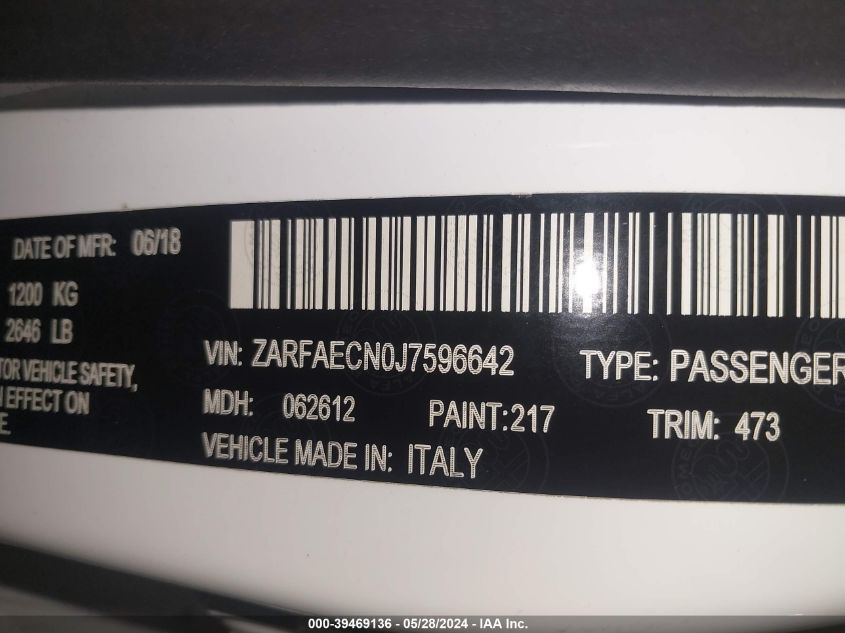 DATE OF MFR: 06/18
1200 KG
2646 LB
VEHICLE SAFETY,
EFFECT ON
VIN: ZARFAECN0J7596642
TYPE: PASSENGER
MDH: 062612
PAINT:217
TRIM: 473
VEHICLE MADE IN: ITALY
000-39469136 - 05/28/2024 - IAA Inc.